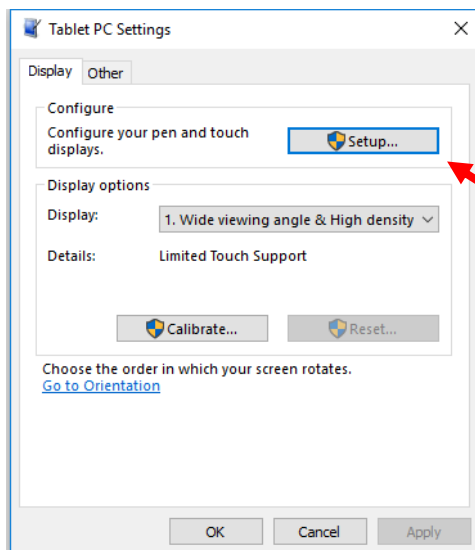 Tablet PC Settings
Display Other
Configure
Configure your pen and touch
displays.
Setup...
Display options
Display: 1. Wide viewing angle & High density
Details: Limited Touch Support
Calibrate... Reset...
Choose the order in which your screen rotates.
Go to Orientation
OK Cancel Apply